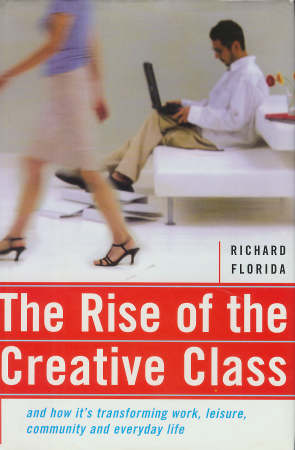 RICHARD
FLORIDA
The Rise of the
Creative Class
and how it's transforming work, leisure,
community and everyday life